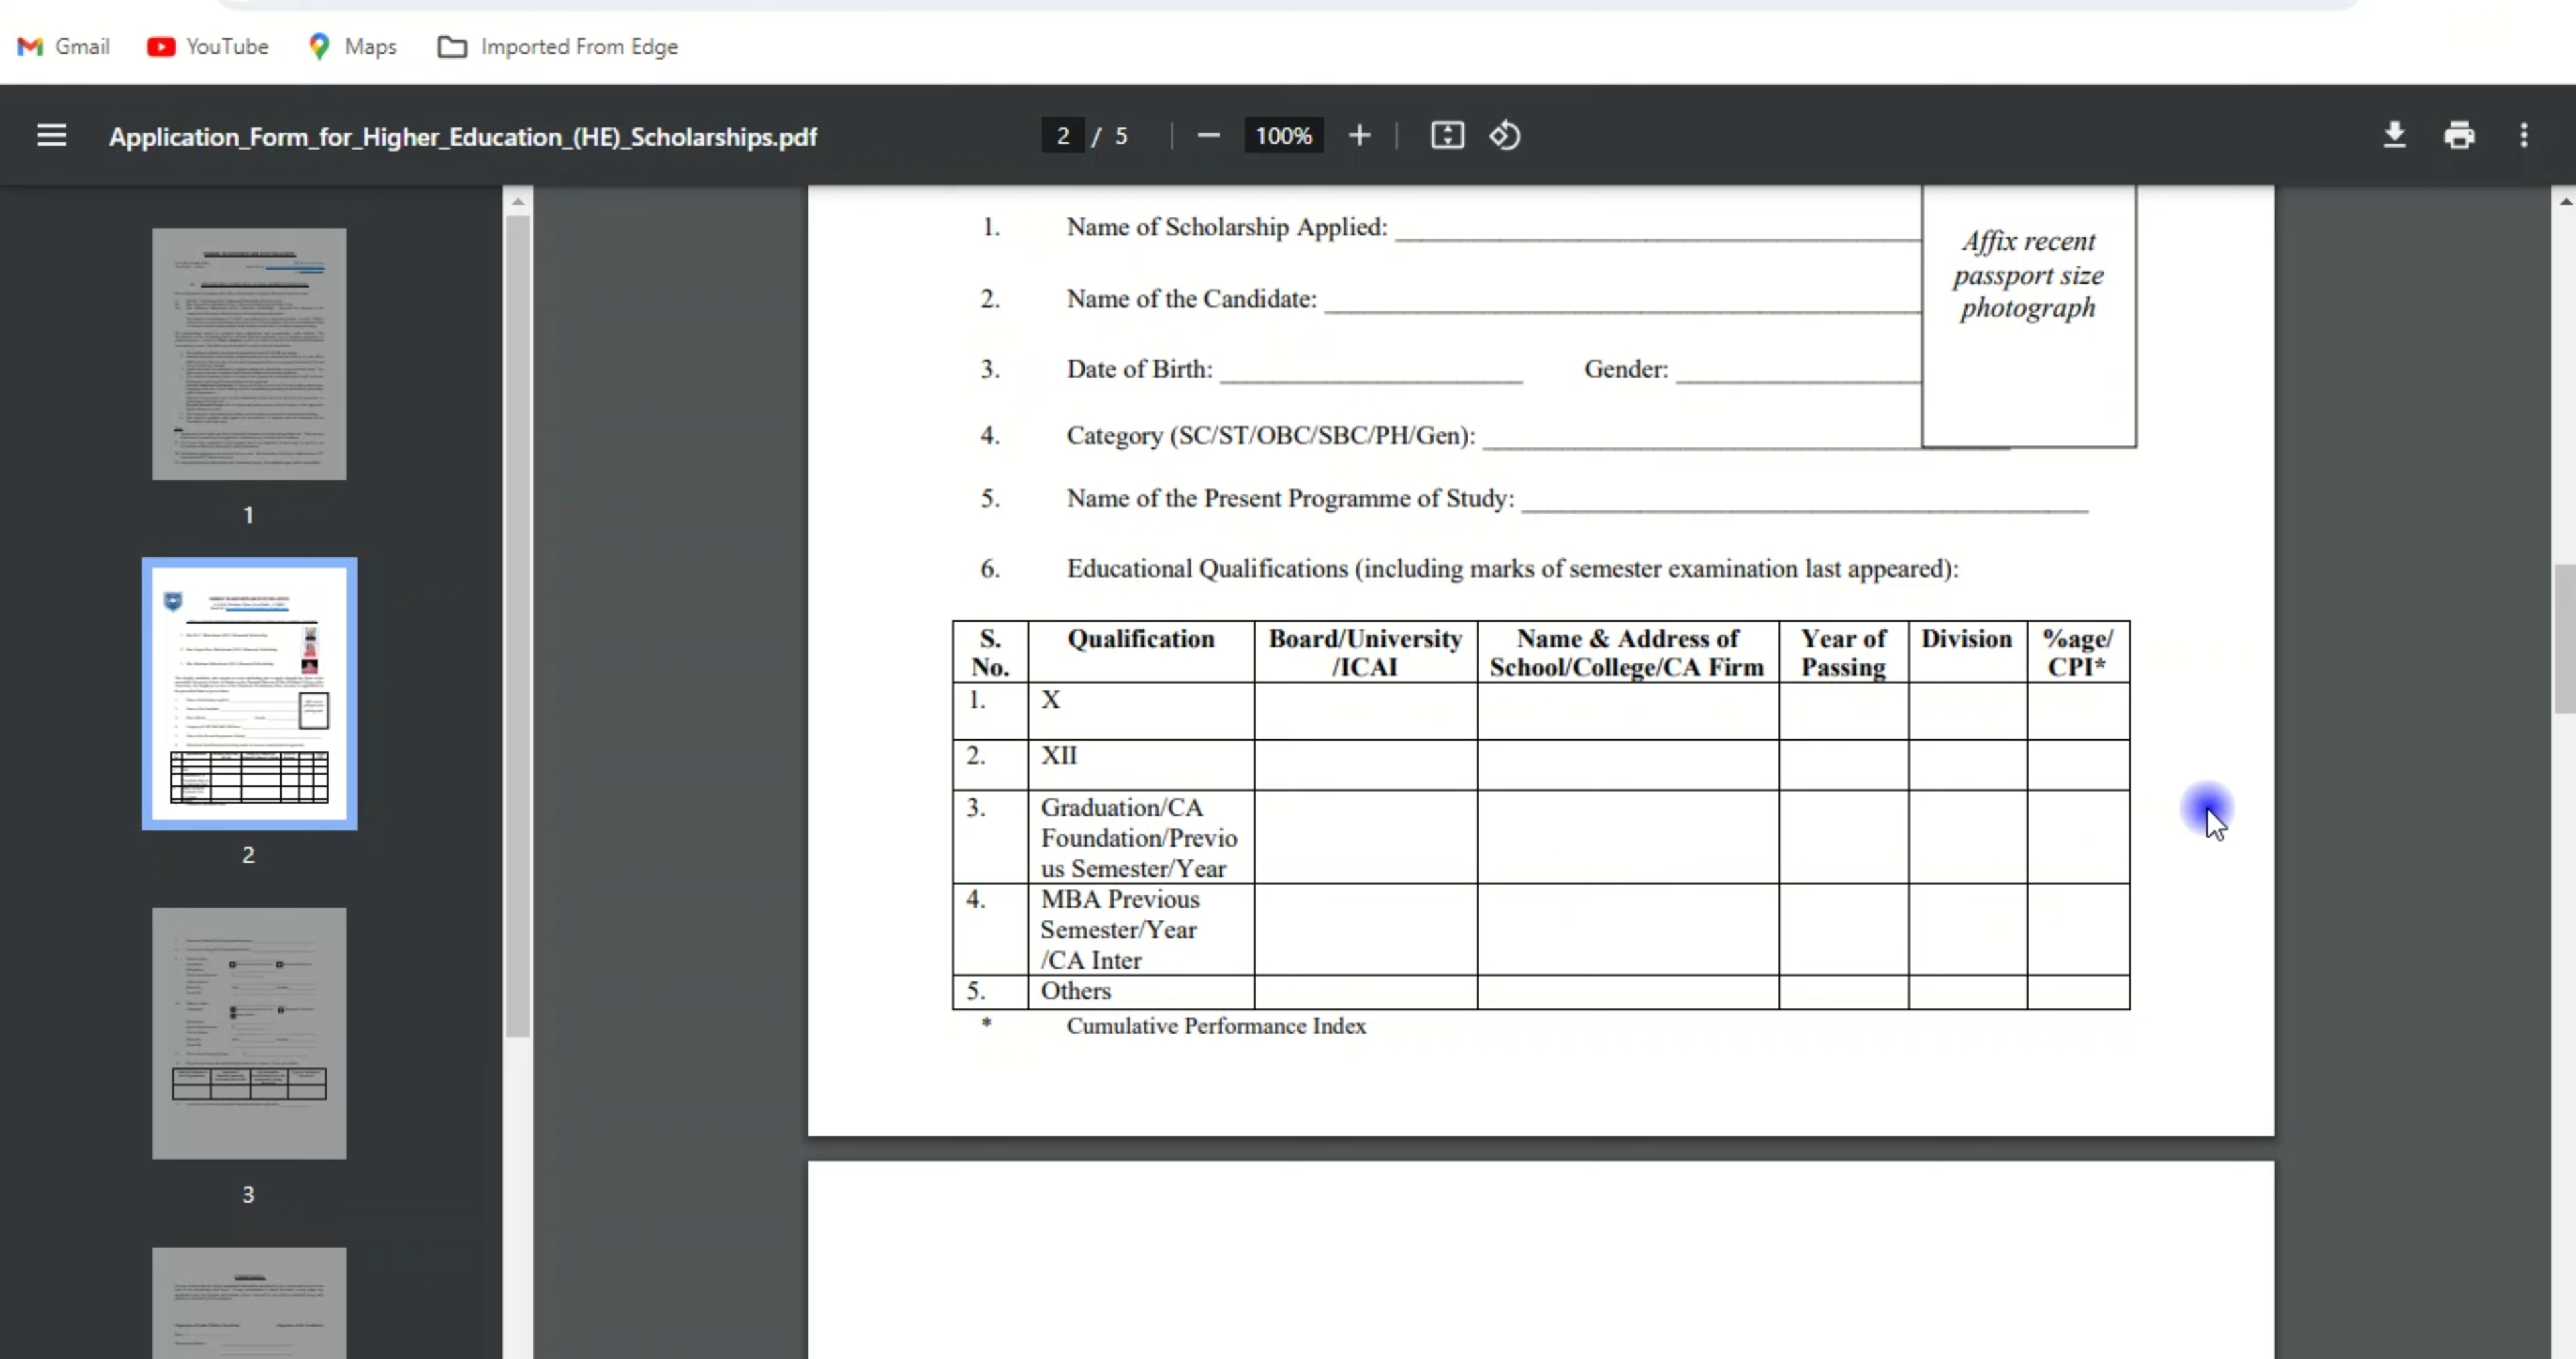 Gmail YouTube Maps Imported From Edge
Application_Form_for_Higher_Education_(HE)_Scholarships.pdf 2 / 5 100%
1. Name of Scholarship Applied:
Affix recent
passport size
photograph
2. Name of the Candidate:
3. Date of Birth: Gender:
4. Category (SC/ST/OBC/SBC/PH/Gen):
5. Name of the Present Programme of Study:
6. Educational Qualifications (including marks of semester examination last appeared):
S. No. Qualification Board/University /ICAI Name & Address of School/College/CA Firm Year of Passing Division %age/ CPI*
1. X
2. XII
3. Graduation/CA
Foundation/Previo
us Semester/Year
4. MBA Previous
Semester/Year
/CA Inter
5. Others
* Cumulative Performance Index
1
2
3